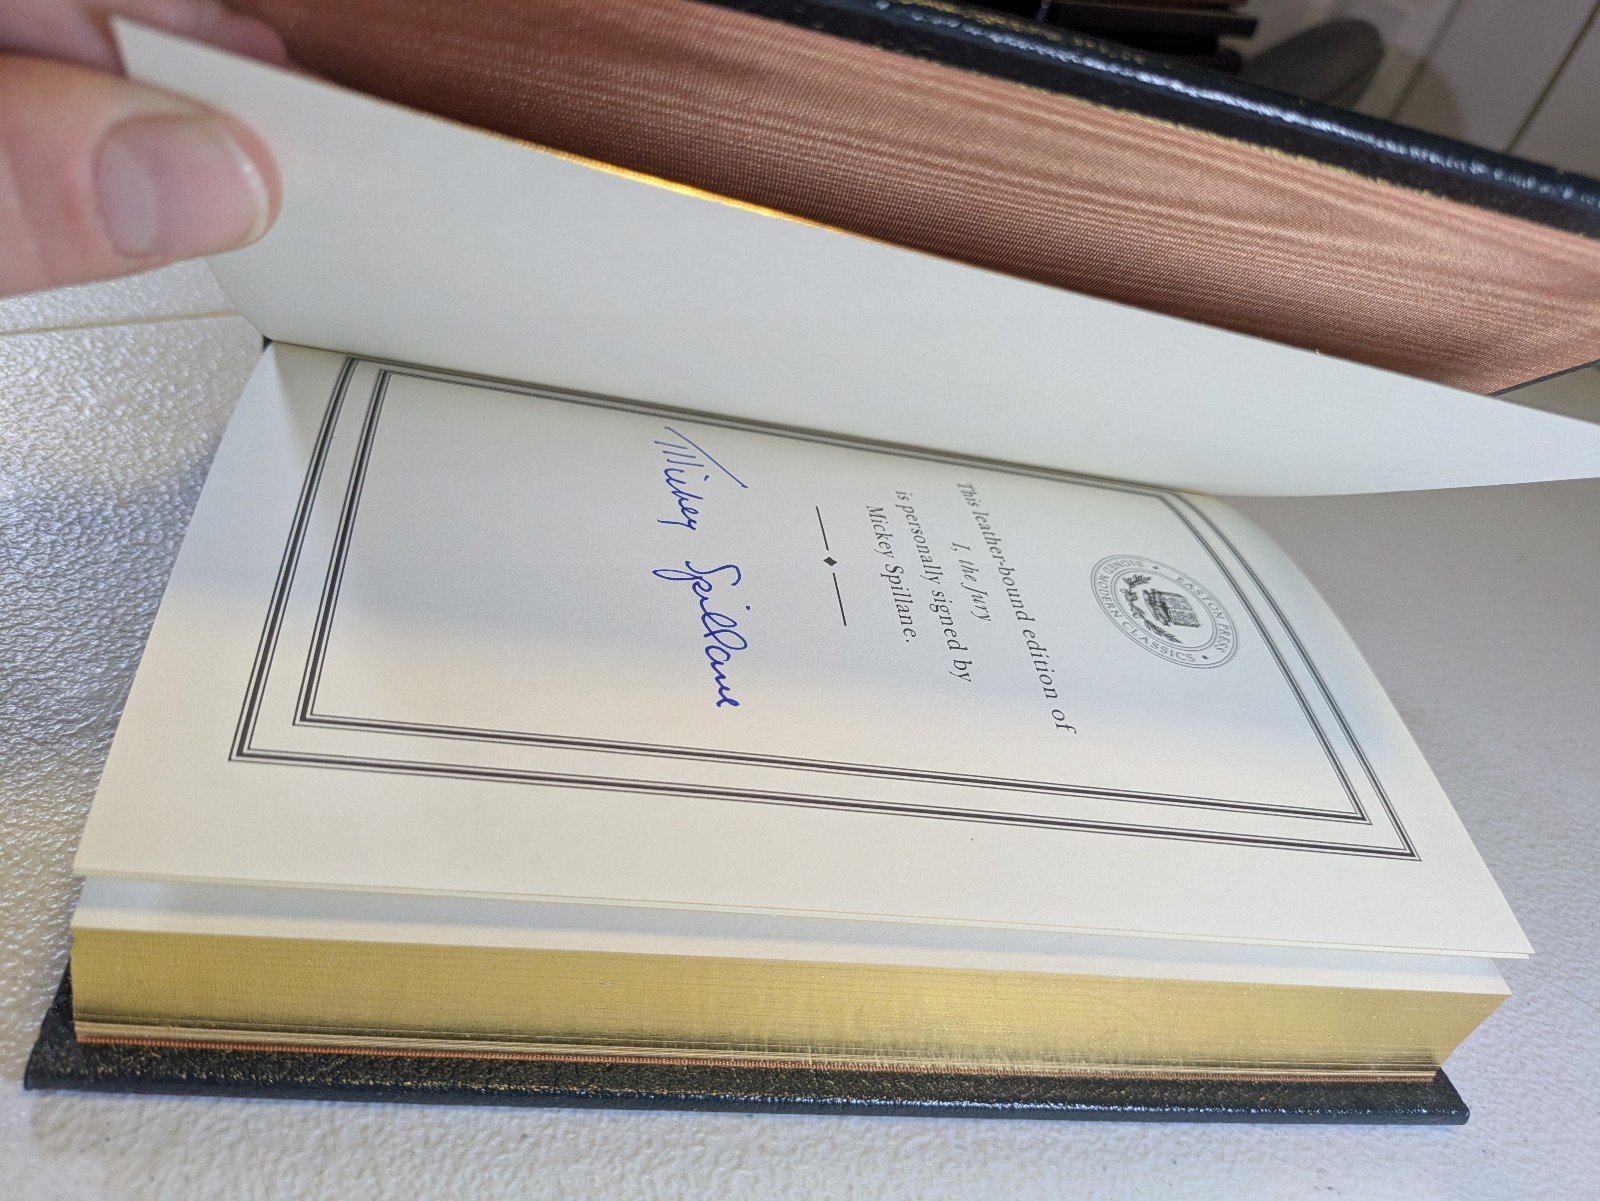 EASTON PRESS
SIGNED MODERN CLASSICS
This leather-bound edition of
I, the Jury
is personally signed by
Mickey Spillane.
Mickey Spillane